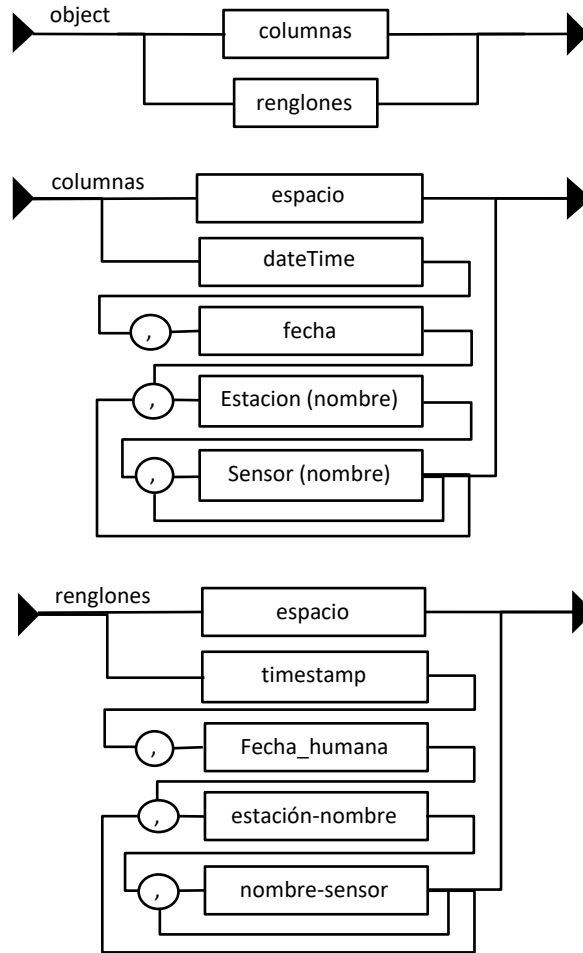 object
columnas
renglones
columnas
espacio
dateTime
,
fecha
,
Estacion (nombre)
,
Sensor (nombre)
renglones
espacio
timestamp
,
Fecha_humana
,
estación-nombre
,
nombre-sensor